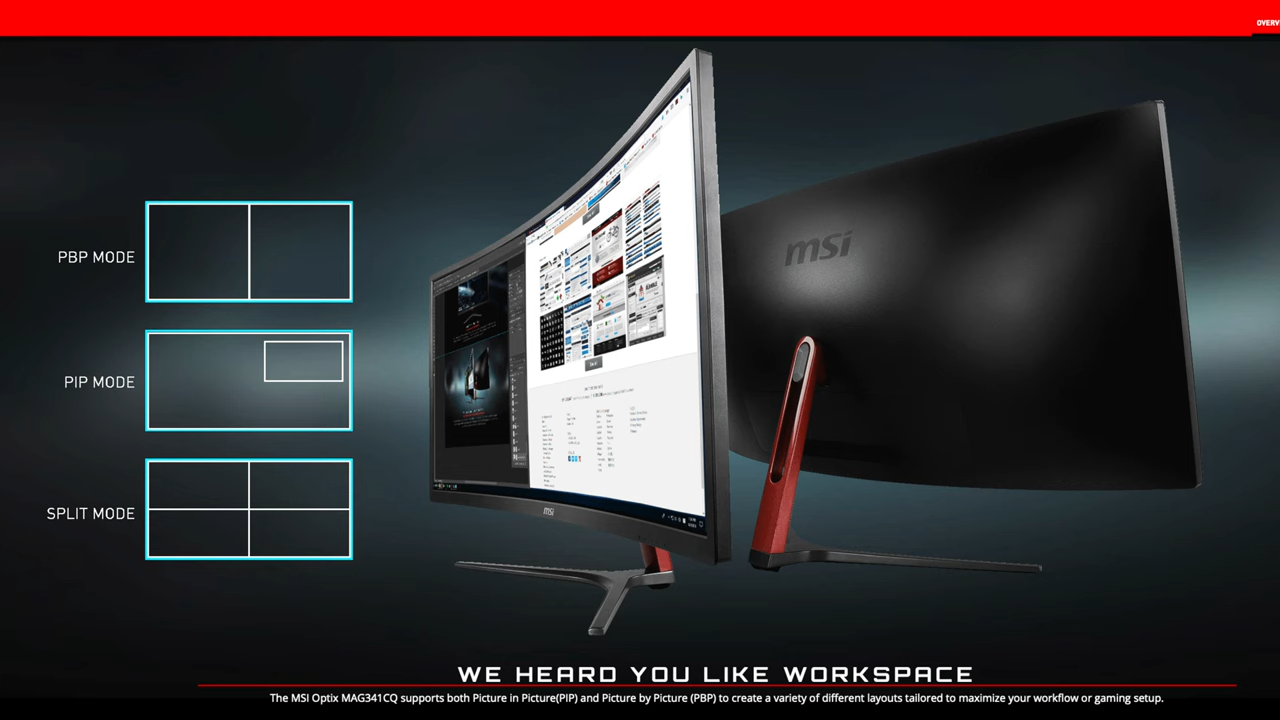 OVERV
PBP MODE
PIP MODE
SPLIT MODE
msi
msi
WE HEARD YOU LIKE WORKSPACE
The MSI Optix MAG341CQ supports both Picture in Picture(PIP) and Picture by Picture (PBP) to create a variety of different layouts tailored to maximize your workflow or gaming setup.